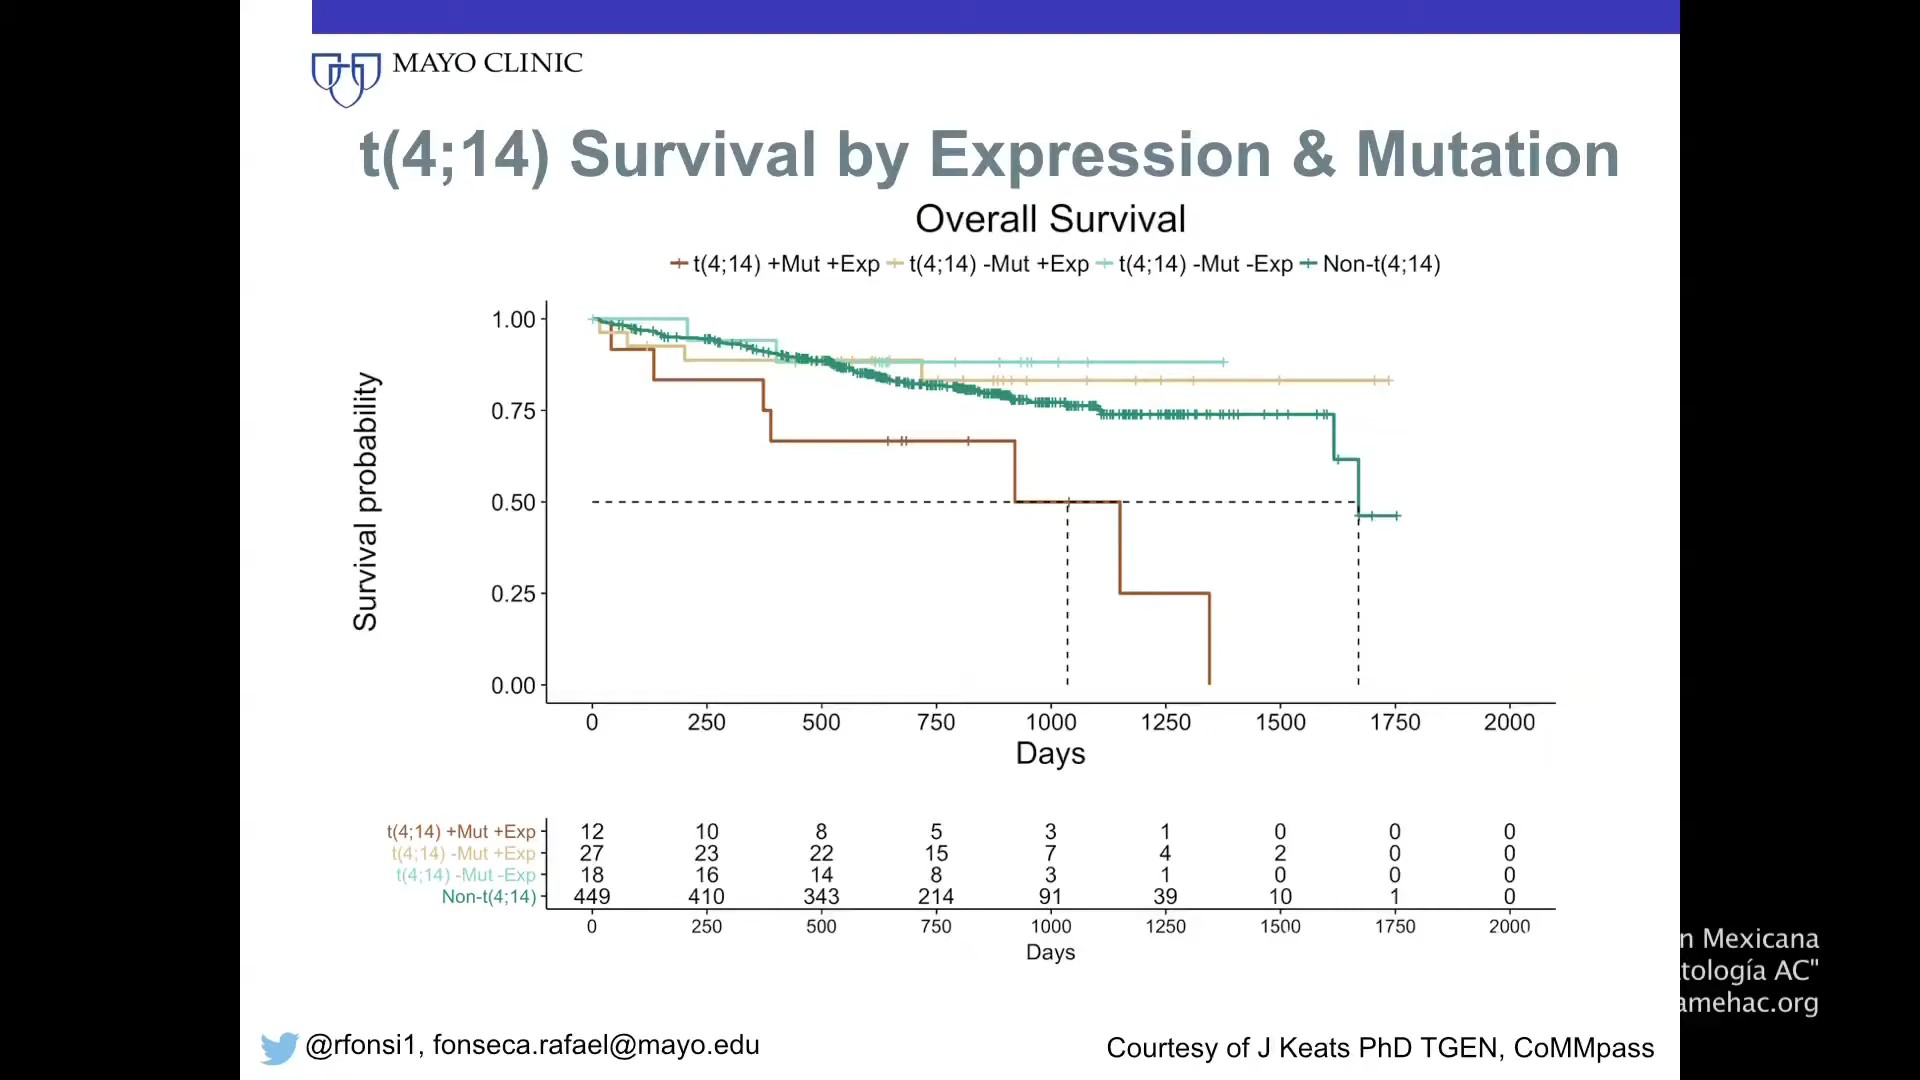 MAYO CLINIC
t(4;14) Survival by Expression & Mutation
Overall Survival
t(4;14) +Mut +Exp t(4;14) -Mut +Exp t(4;14) -Mut -Exp Non-t(4;14)
Survival probability
1.00
0.75
0.50
0.25
0.00
0 250 500 750 1000 1250 1500 1750 2000
Days
t(4;14) +Mut +Exp 12 10 8 5 3 1 0 0 0
t(4;14) -Mut +Exp 27 23 22 15 7 4 2 0 0
t(4;14) -Mut -Exp 18 16 14 8 3 1 0 0 0
Non-t(4;14) 449 410 343 214 91 39 10 1 0
0 250 500 750 1000 1250 1500 1750 2000
Days
n Mexicana
tología AC"
amehac.org
@rfonsi1, fonseca.rafael@mayo.edu
Courtesy of J Keats PhD TGEN, CoMMpass